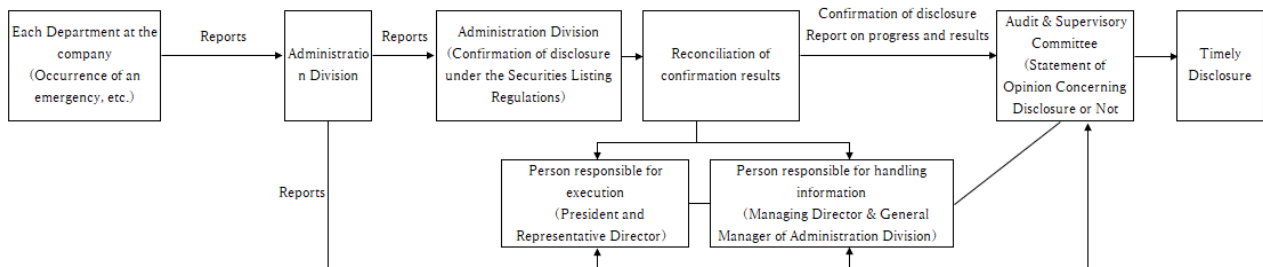 Each Department at the
company
(Occurrence of an
emergency, etc.)
Reports
Administratio
n Division
Reports
Administration Division
(Confirmation of disclosure
under the Securities Listing
Regulations)
Reconciliation of
confirmation results
Confirmation of disclosure
Report on progress and results
Audit & Supervisory
Committee
(Statement of
Opinion Concerning
Disclosure or Not
Timely
Disclosure
Reports
Person responsible for
execution
(President and
Representative Director)
Person responsible for handling
information
(Managing Director & General
Manager of Administration Division)